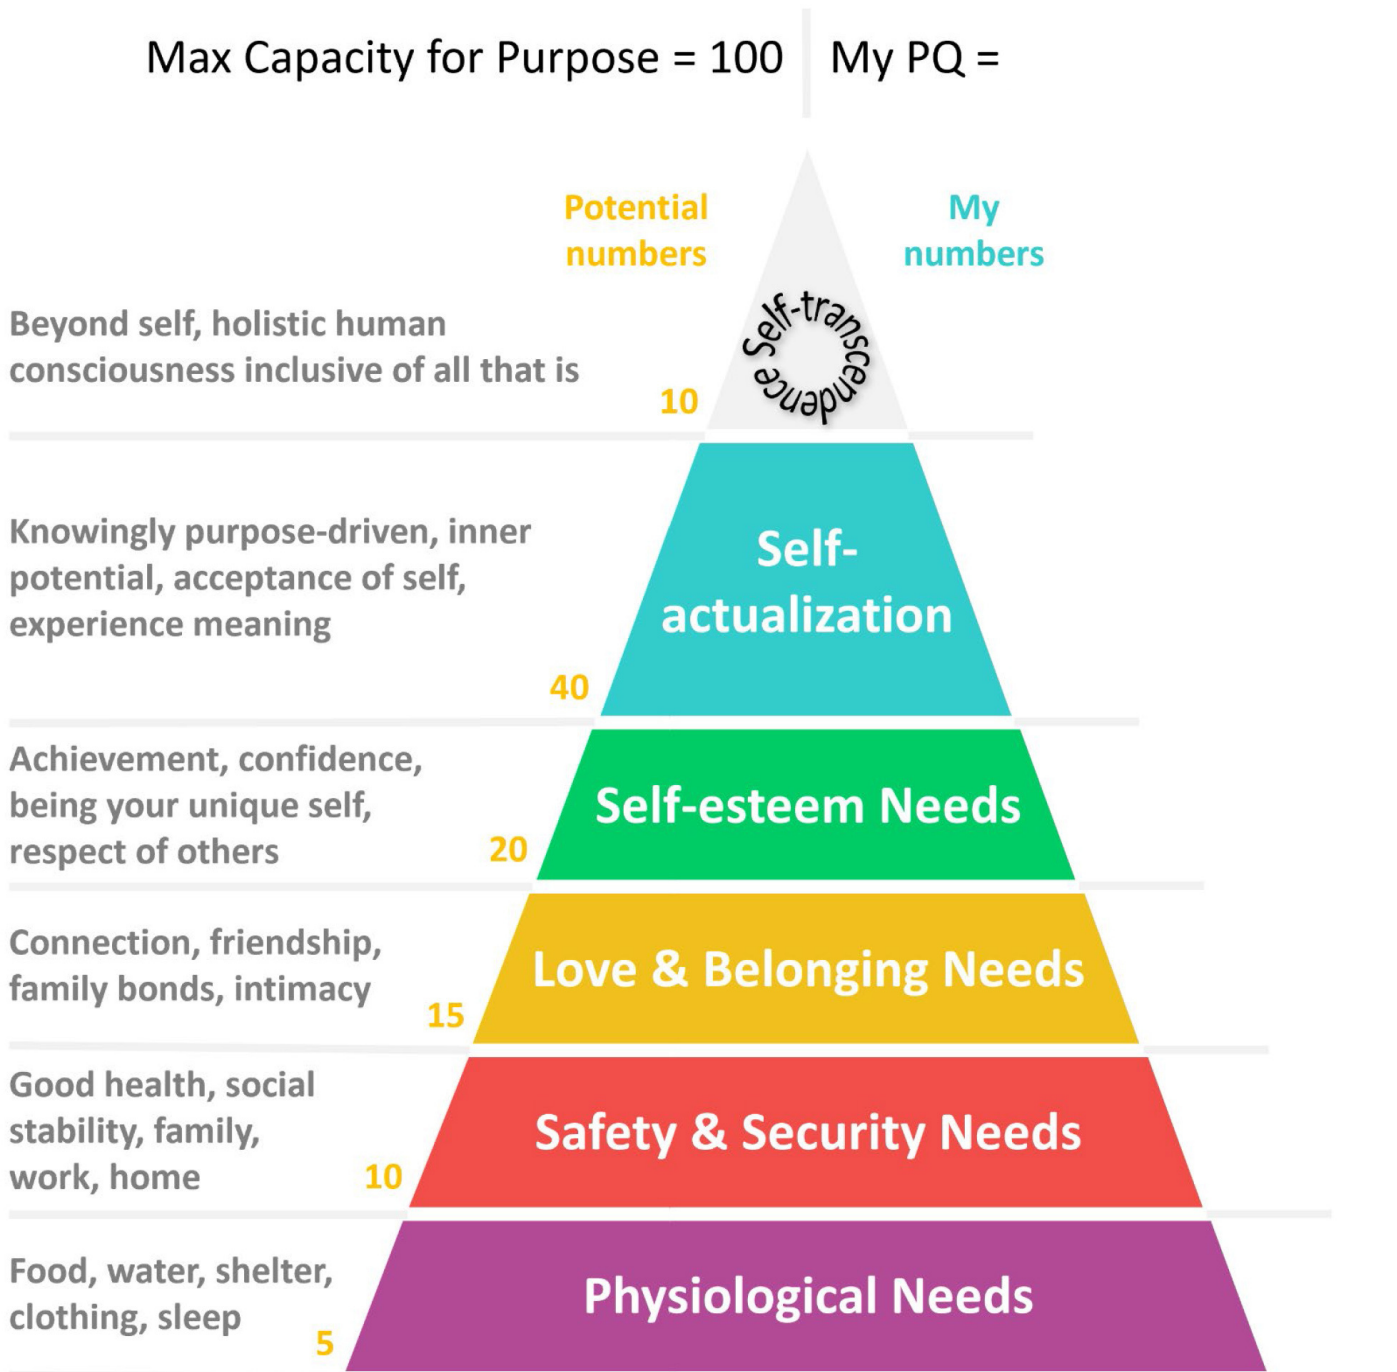 Max Capacity for Purpose = 100
My PQ =
Potential
numbers
My
numbers
Self-transcendence
Beyond self, holistic human
consciousness inclusive of all that is
10
Knowingly purpose-driven, inner
potential, acceptance of self,
experience meaning
40
Self-
actualization
Achievement, confidence,
being your unique self,
respect of others
20
Self-esteem Needs
Connection, friendship,
family bonds, intimacy
15
Love & Belonging Needs
Good health, social
stability, family,
work, home
10
Safety & Security Needs
Food, water, shelter,
clothing, sleep
5
Physiological Needs